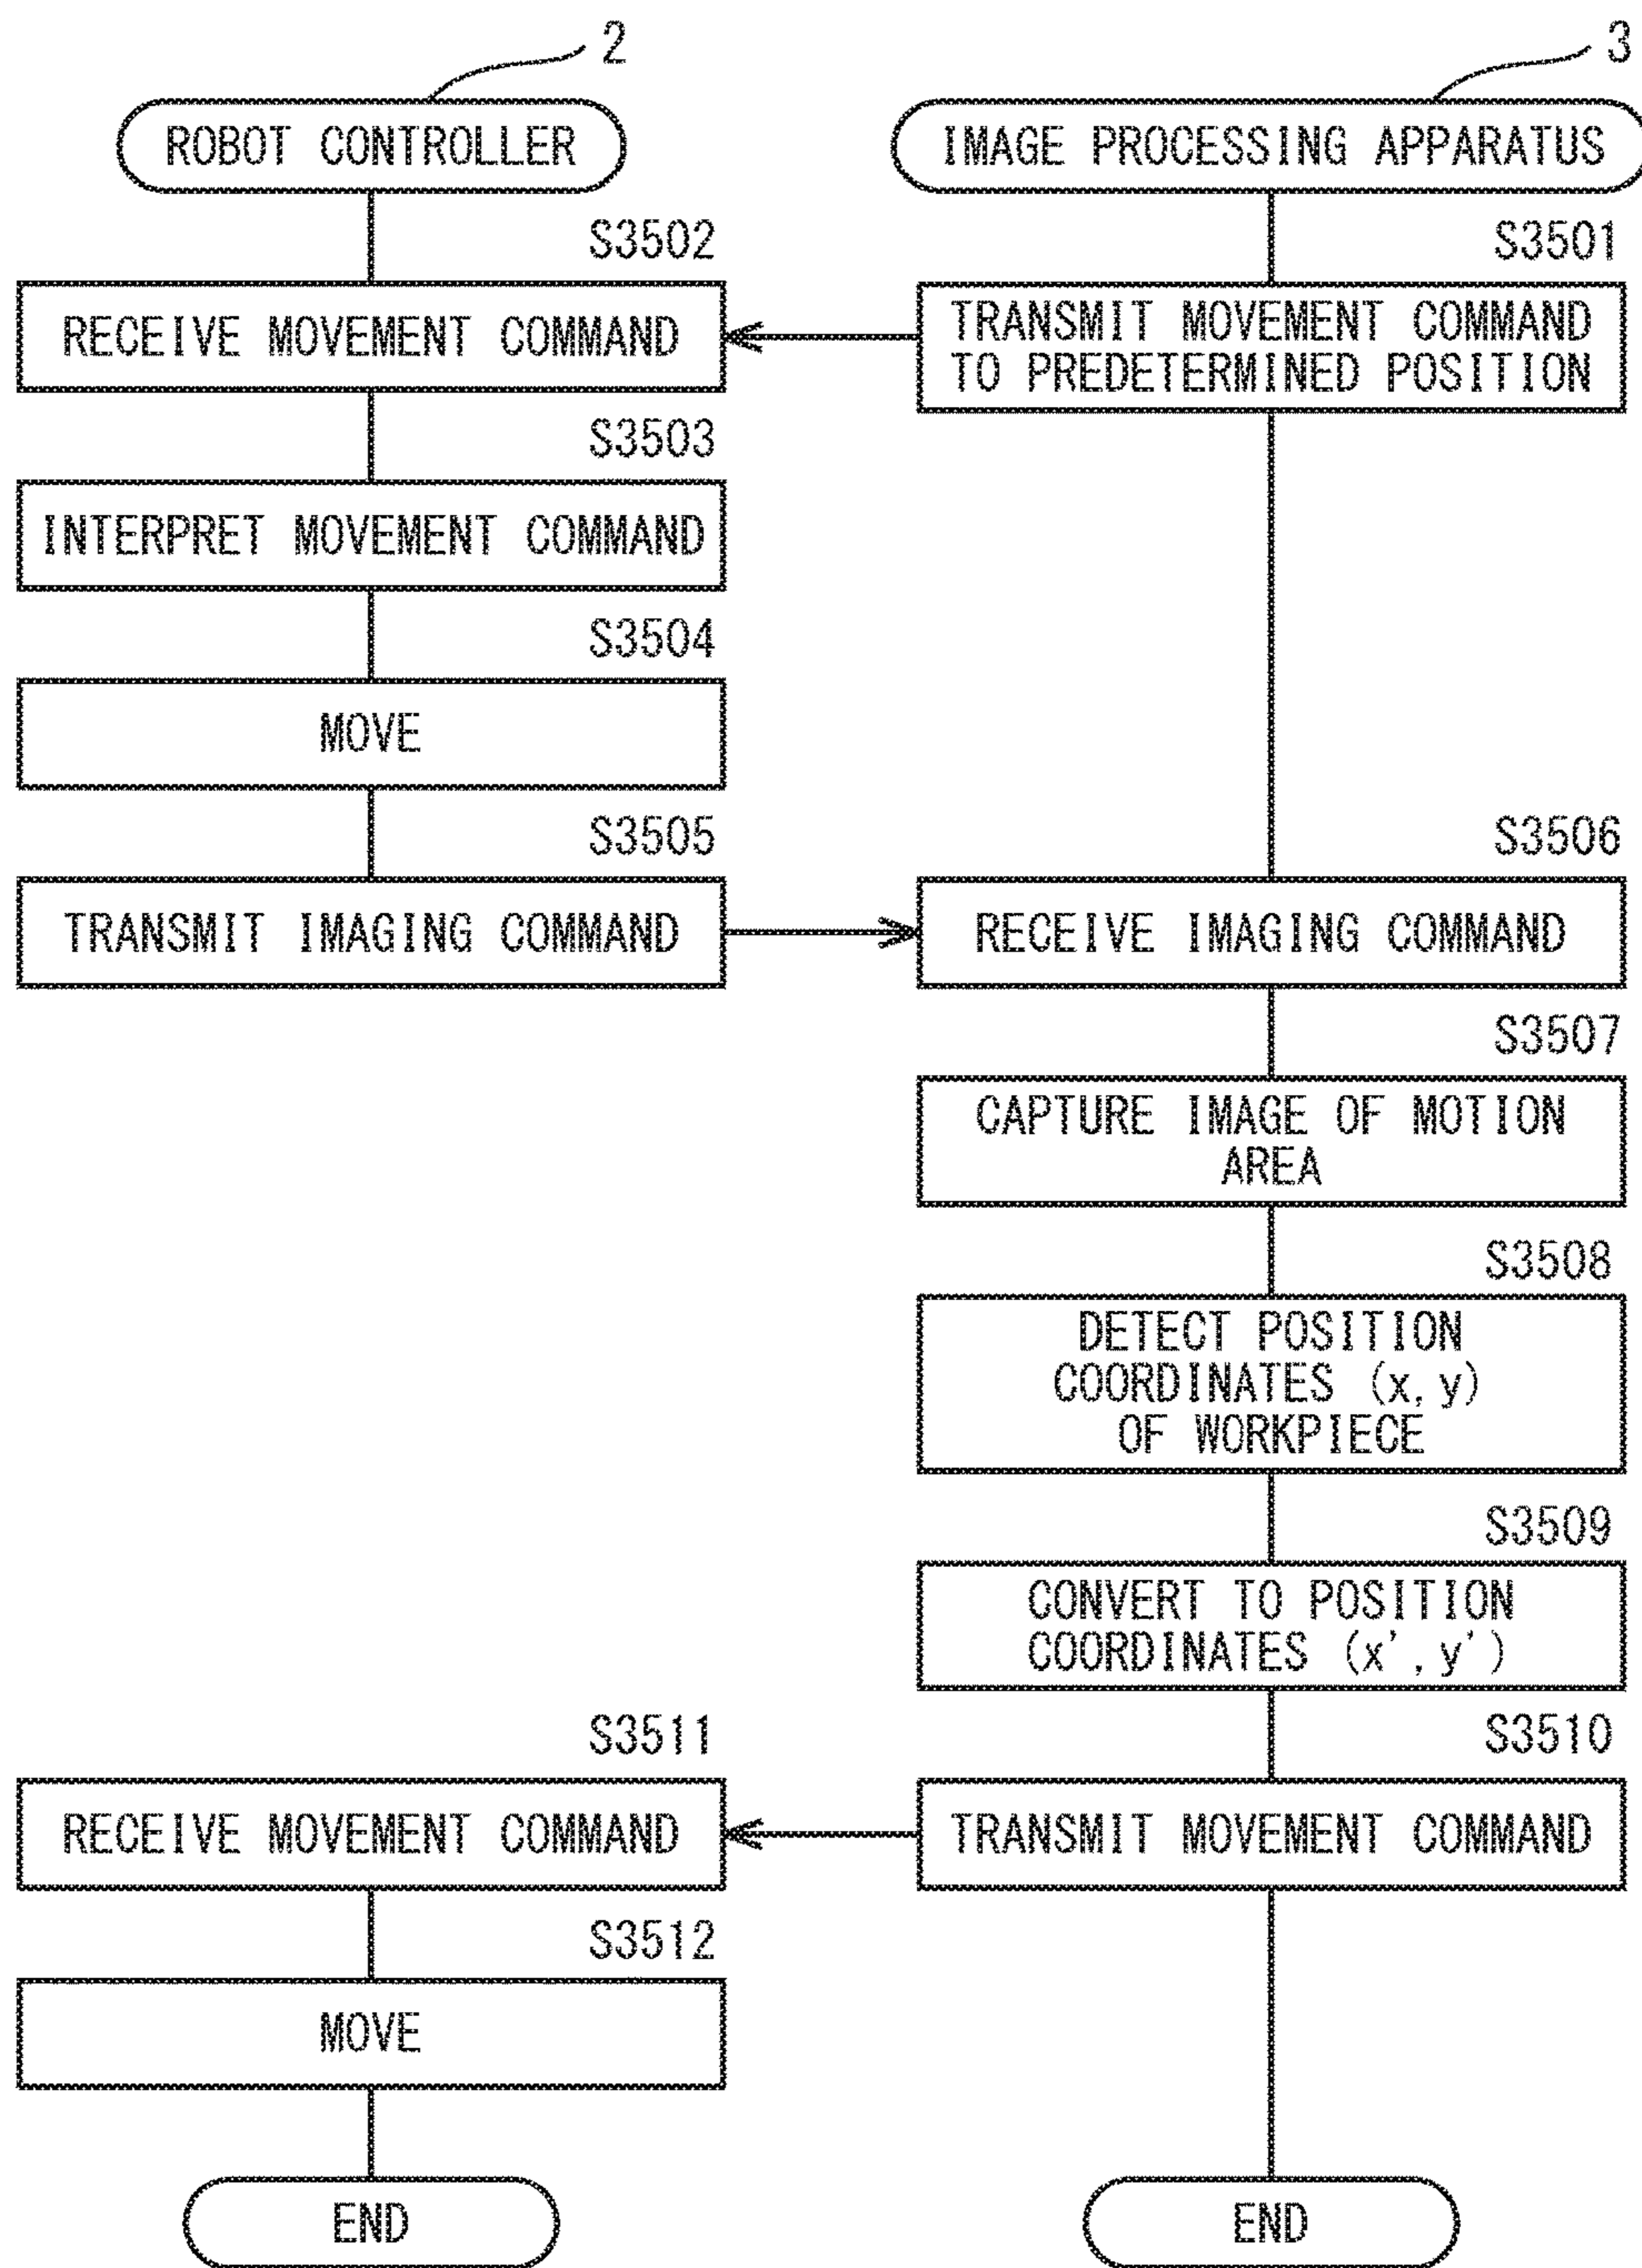 2
3
ROBOT CONTROLLER
IMAGE PROCESSING APPARATUS
S3502
S3501
RECEIVE MOVEMENT COMMAND
TRANSMIT MOVEMENT COMMAND
TO PREDETERMINED POSITION
S3503
INTERPRET MOVEMENT COMMAND
S3504
MOVE
S3505
S3506
TRANSMIT IMAGING COMMAND
RECEIVE IMAGING COMMAND
S3507
CAPTURE IMAGE OF MOTION
AREA
S3508
DETECT POSITION
COORDINATES (x, y)
OF WORKPIECE
S3509
CONVERT TO POSITION
COORDINATES (x', y')
S3511
S3510
RECEIVE MOVEMENT COMMAND
TRANSMIT MOVEMENT COMMAND
S3512
MOVE
END
END